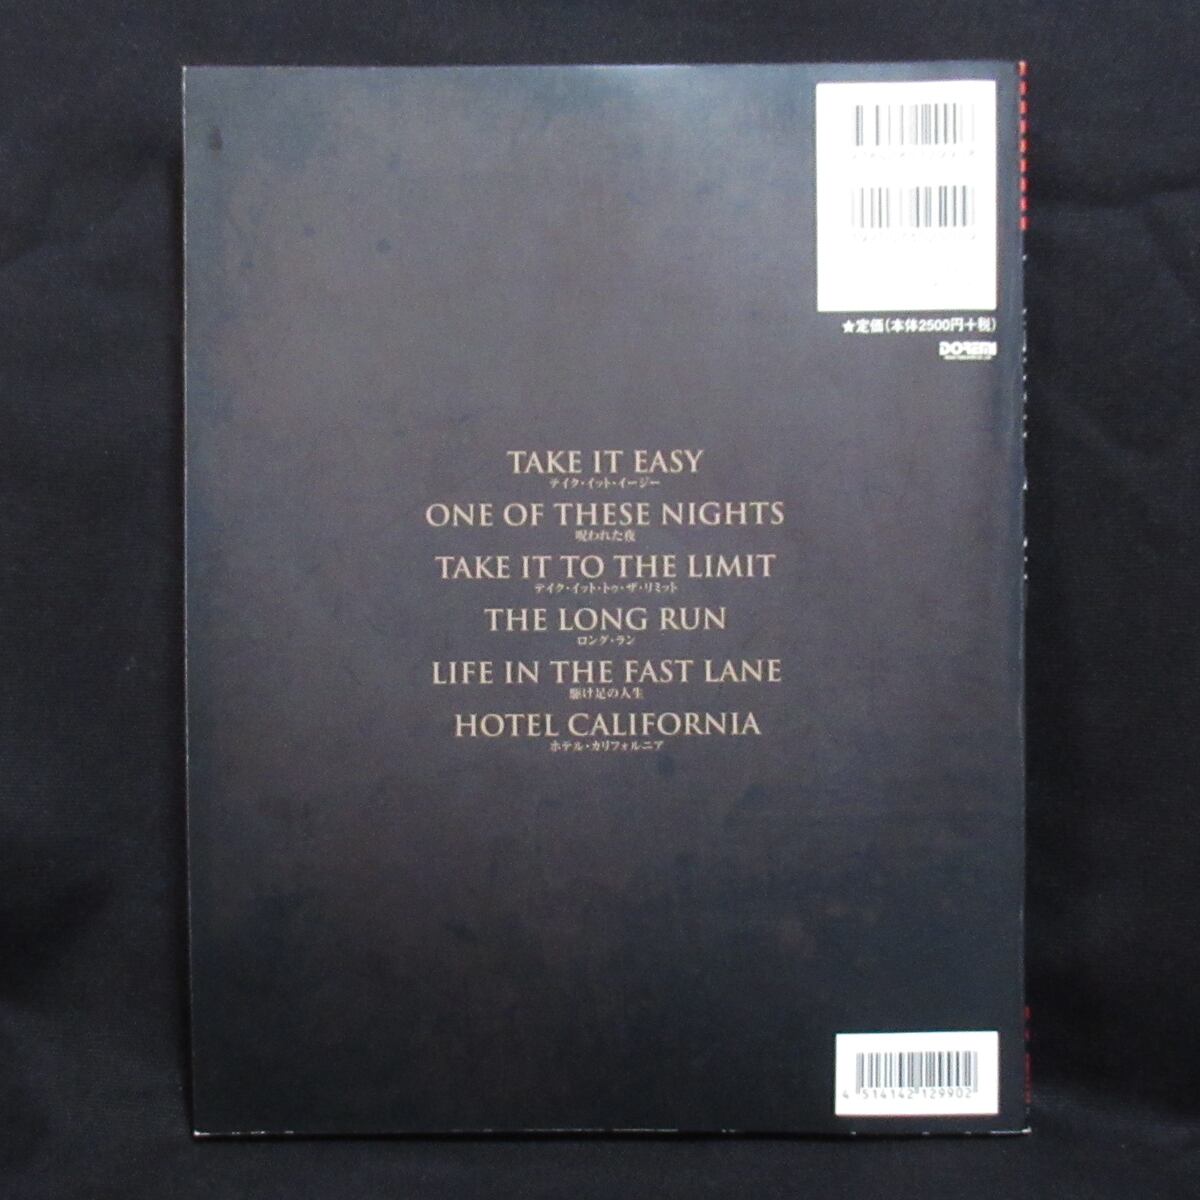 ★定価(本体2500円+税)
DOREMI
TAKE IT EASY
テイク・イット・イージー
ONE OF THESE NIGHTS
呪われた夜
TAKE IT TO THE LIMIT
テイク・イット・トゥ・ザ・リミット
THE LONG RUN
ロング・ラン
LIFE IN THE FAST LANE
駆け足の人生
HOTEL CALIFORNIA
ホテル・カリフォルニア
4 514142 129902